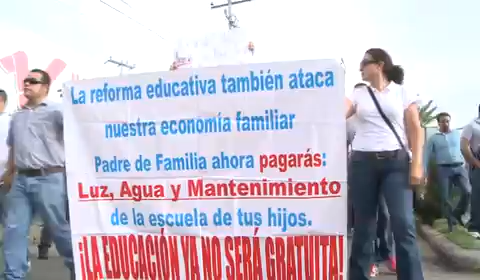 La reforma educativa también ataca
nuestra economía familiar
Padre de Familia ahora pagarás:
Luz, Agua y Mantenimiento
de la escuela de tus hijos.
¡LA EDUCACIÓN YA NO SERÁ GRATUITA!